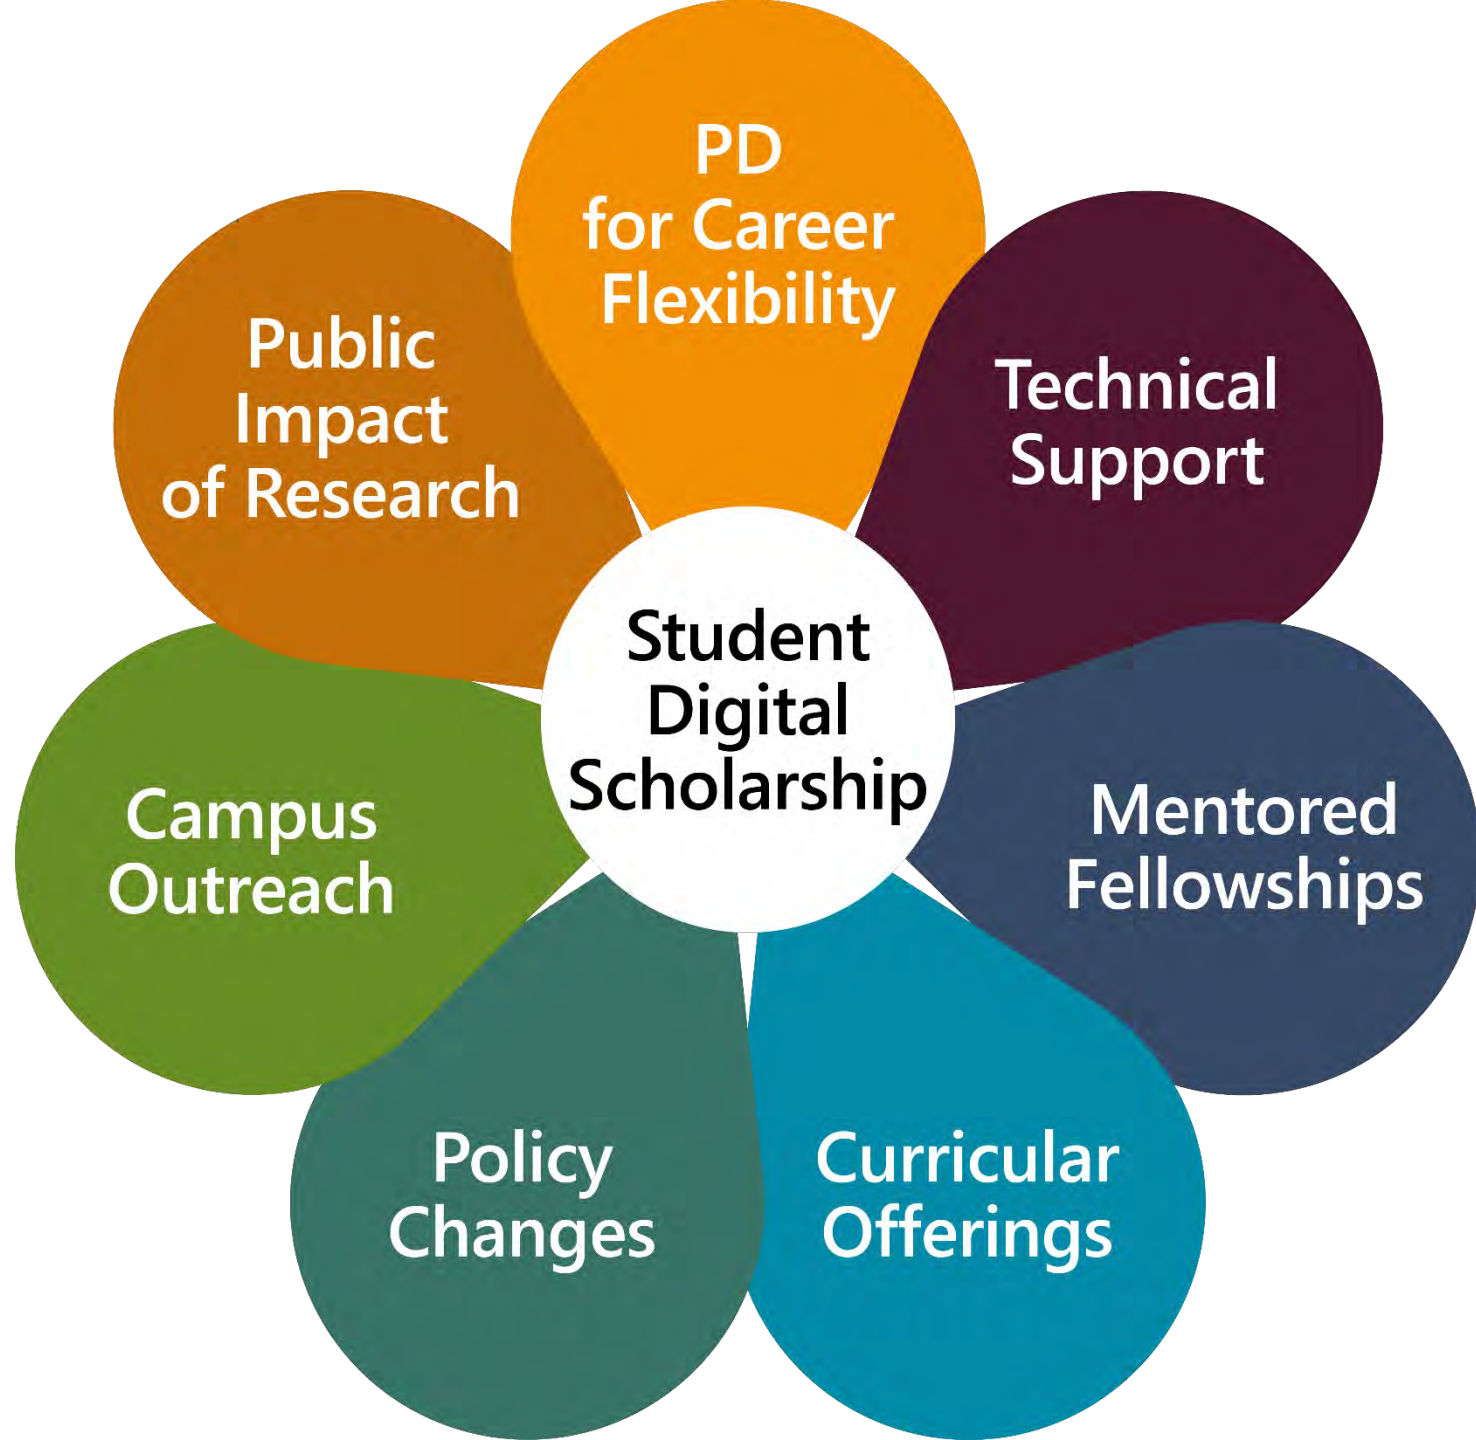 PD
for Career
Flexibility
Technical
Support
Mentored
Fellowships
Curricular
Offerings
Policy
Changes
Campus
Outreach
Public
Impact
of Research
Student
Digital
Scholarship